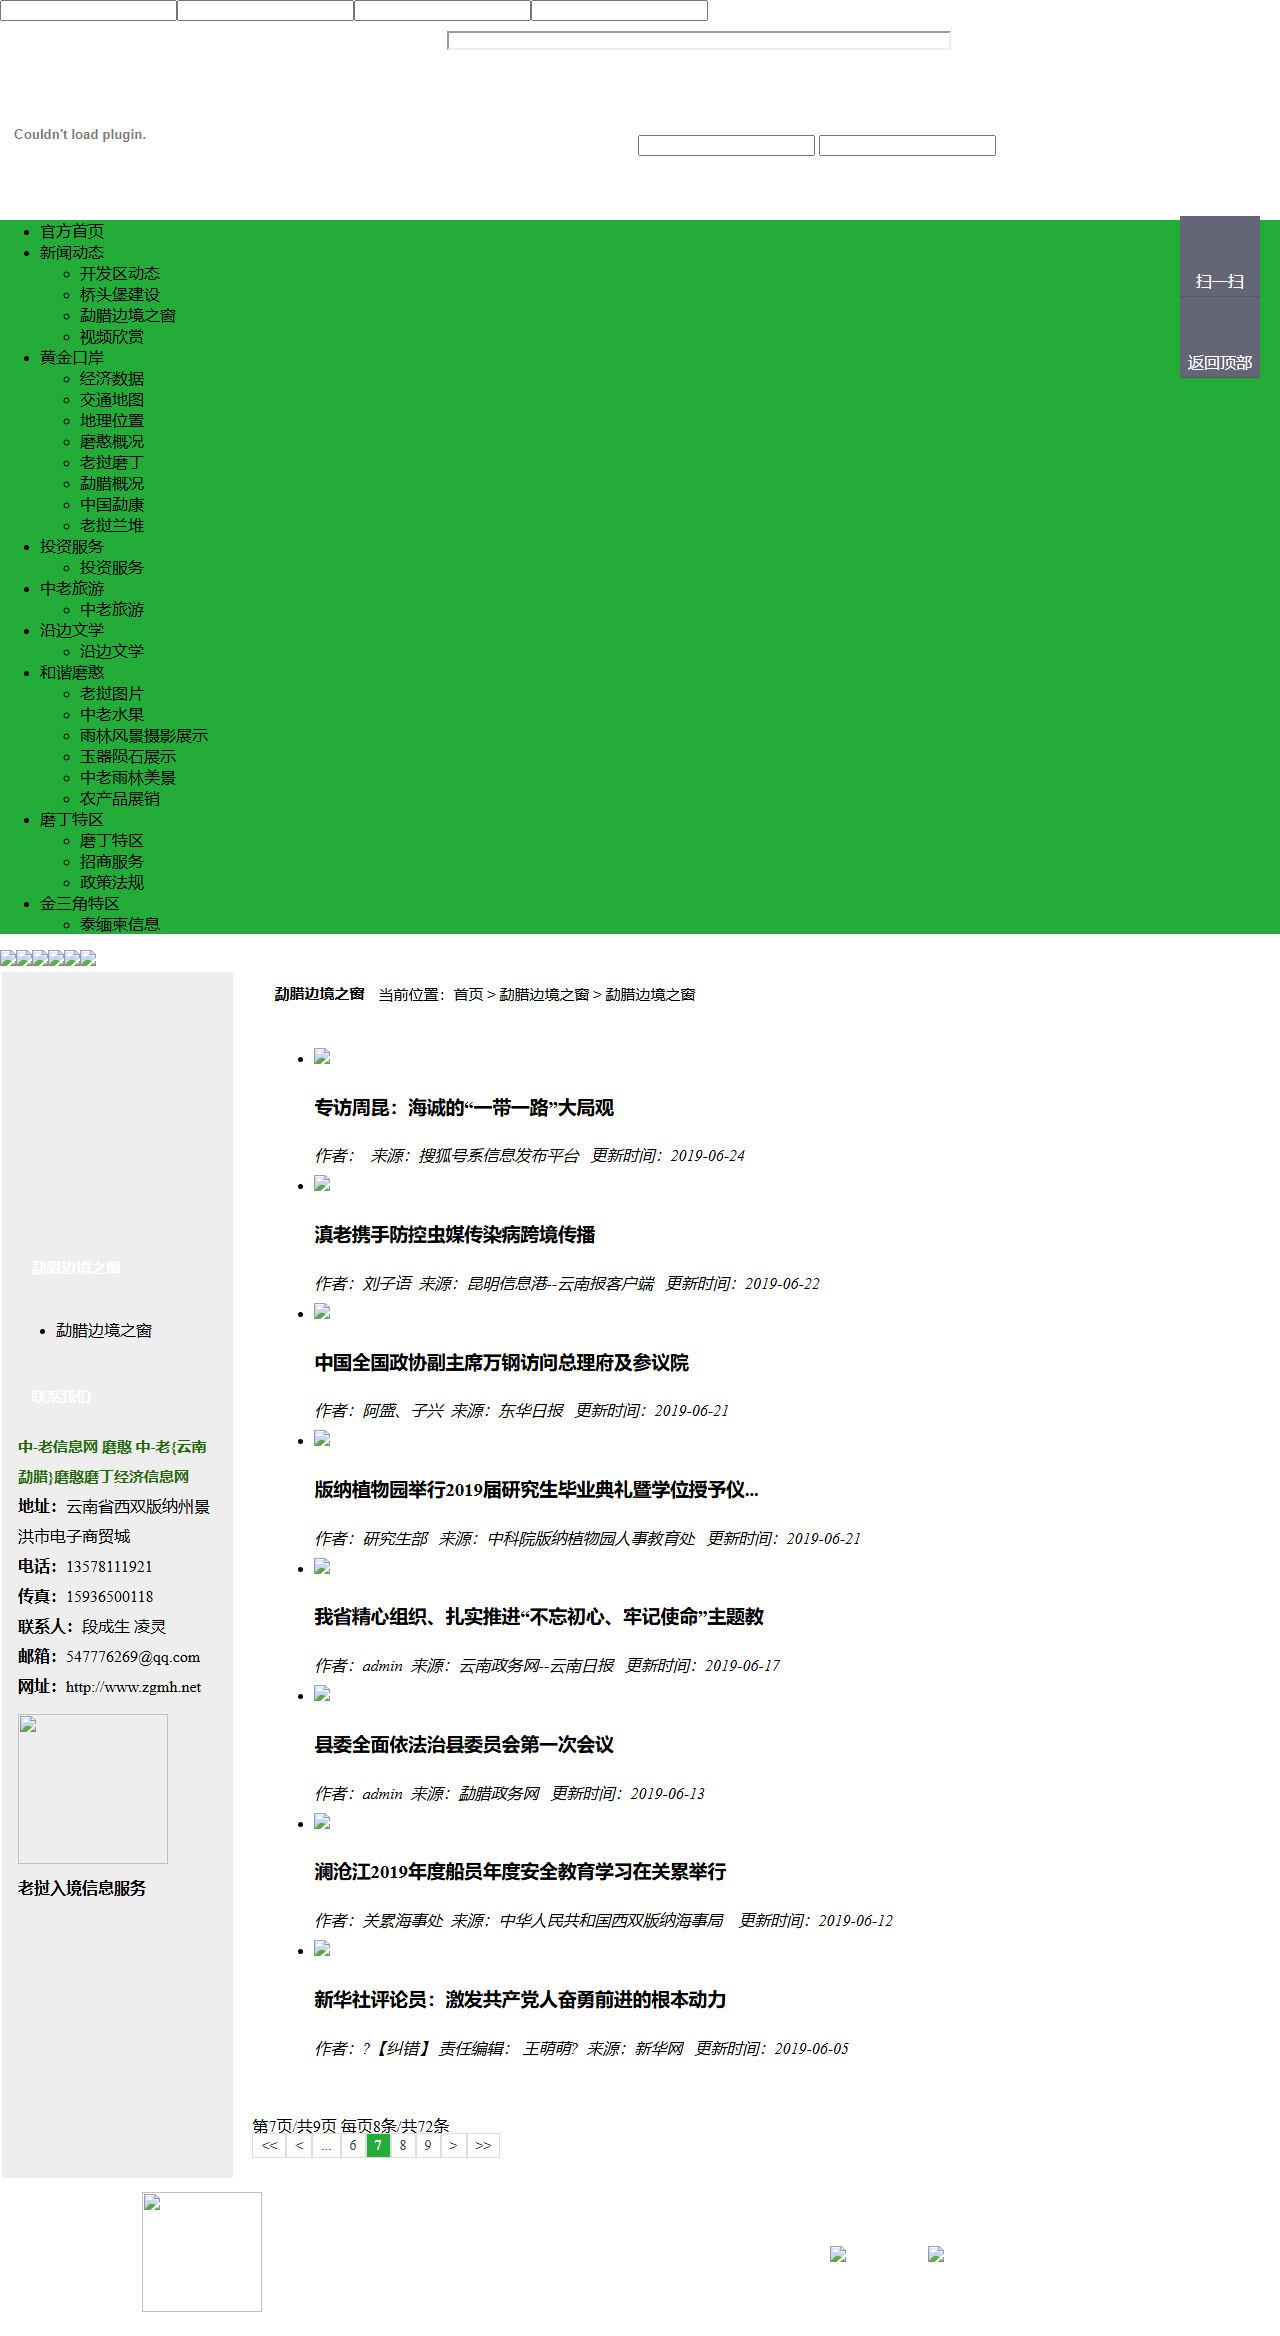 Couldn't load plugin.
官方首页
新闻动态
开发区动态
桥头堡建设
勐腊边境之窗
视频欣赏
黄金口岸
经济数据
交通地图
地理位置
磨憨概况
老挝磨丁
勐腊概况
中国勐康
老挝兰堆
投资服务
投资服务
中老旅游
中老旅游
沿边文学
沿边文学
和谐磨憨
老挝图片
中老水果
雨林风景摄影展示
玉器陨石展示
中老雨林美景
农产品展销
磨丁特区
磨丁特区
招商服务
政策法规
金三角特区
泰缅柬信息
扫一扫
返回顶部
勐腊边境之窗
勐腊边境之窗
联系我们
中-老信息网 磨憨 中-老{云南
勐腊}磨憨磨丁经济信息网
地址：云南省西双版纳州景
洪市电子商贸城
电话：13578111921
传真：15936500118
联系人：段成生 凌灵
邮箱：547776269@qq.com
网址：http://www.zgmh.net
老挝入境信息服务
勐腊边境之窗 当前位置：首页 > 勐腊边境之窗 > 勐腊边境之窗
专访周昆：海诚的“一带一路”大局观
作者： 来源：搜狐号系信息发布平台 更新时间：2019-06-24
滇老携手防控虫媒传染病跨境传播
作者：刘子语 来源：昆明信息港--云南报客户端 更新时间：2019-06-22
中国全国政协副主席万钢访问总理府及参议院
作者：阿盛、子兴 来源：东华日报 更新时间：2019-06-21
版纳植物园举行2019届研究生毕业典礼暨学位授予仪...
作者：研究生部 来源：中科院版纳植物园人事教育处 更新时间：2019-06-21
我省精心组织、扎实推进“不忘初心、牢记使命”主题教
作者：admin 来源：云南政务网--云南日报 更新时间：2019-06-17
县委全面依法治县委员会第一次会议
作者：admin 来源：勐腊政务网 更新时间：2019-06-13
澜沧江2019年度船员年度安全教育学习在关累举行
作者：关累海事处 来源：中华人民共和国西双版纳海事局 更新时间：2019-06-12
新华社评论员：激发共产党人奋勇前进的根本动力
作者：?【纠错】 责任编辑： 王萌萌? 来源：新华网 更新时间：2019-06-05
第7页/共9页 每页8条/共72条
<< < ... 6 7 8 9 > >>